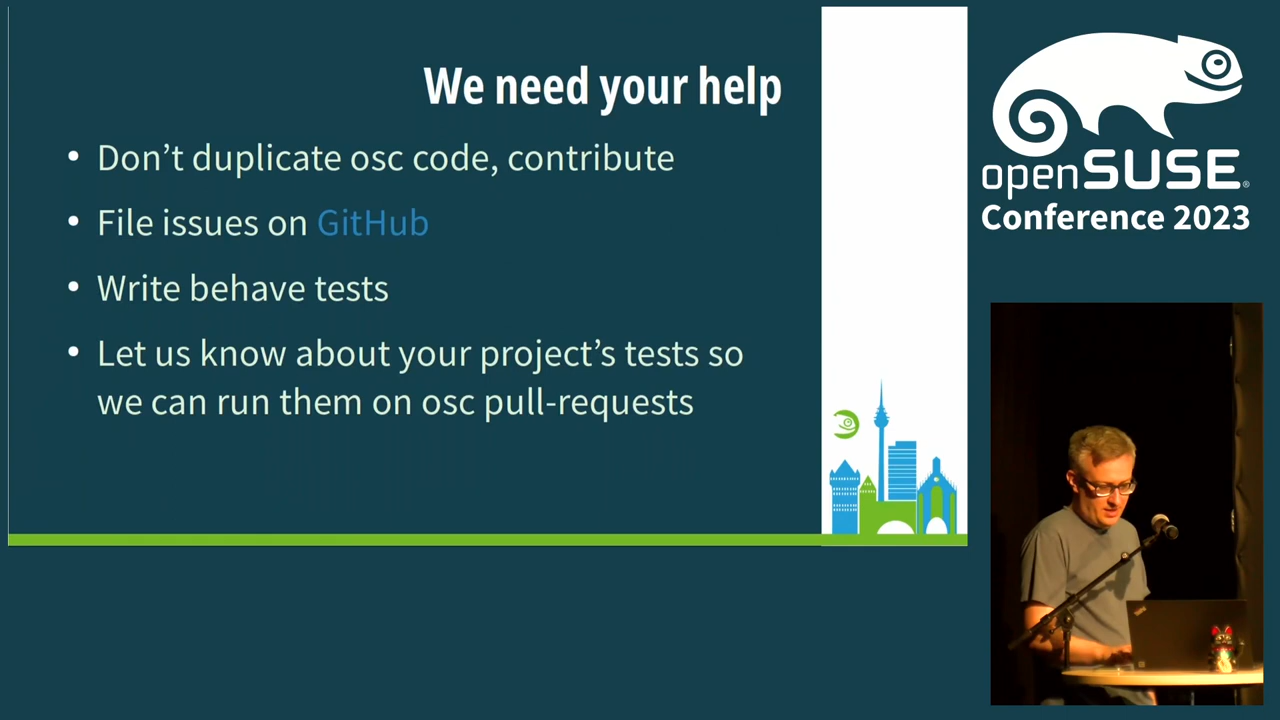 We need your help
• Don’t duplicate osc code, contribute
• File issues on GitHub
• Write behave tests
• Let us know about your project’s tests so
we can run them on osc pull-requests
openSUSE®
Conference 2023